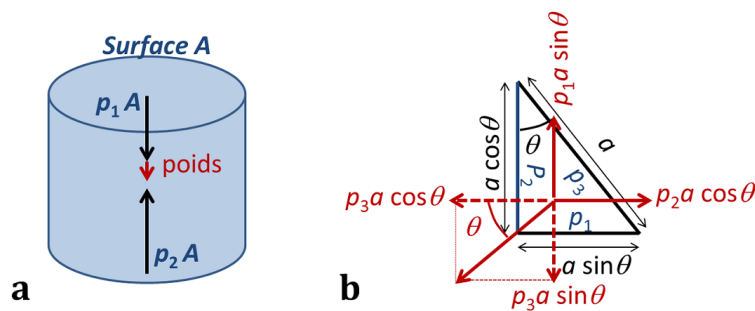 Surface A
p₁ A
poids
p₂ A
a
p₁a sinθ
a cosθ
θ
a
P₂
p₃
p₃a cosθ
p₂a cosθ
θ
p₁
a sinθ
p₃a sinθ
b